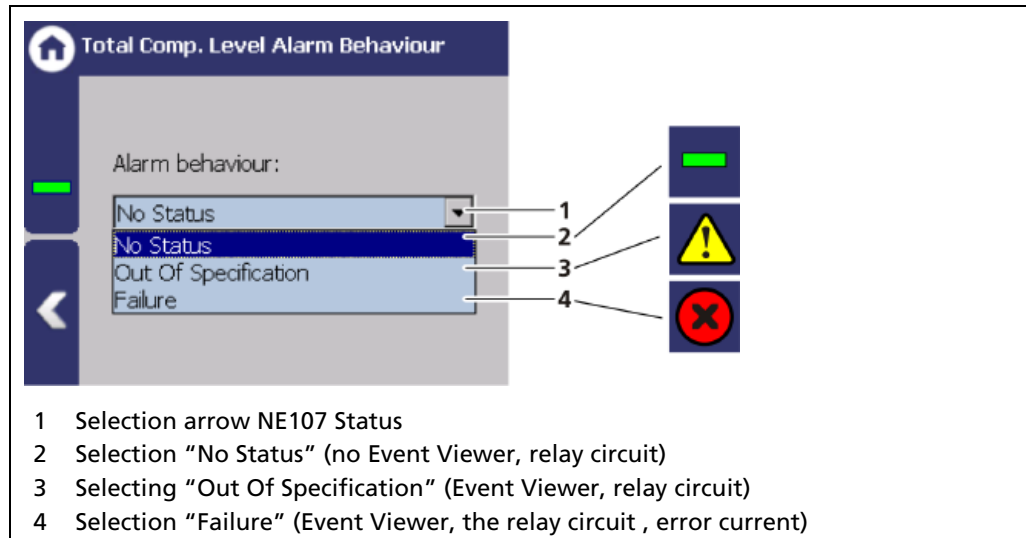 Total Comp. Level Alarm Behaviour
Alarm behaviour:
No Status
No Status
Out Of Specification
Failure
1
2
3
4
1 Selection arrow NE107 Status
2 Selection “No Status” (no Event Viewer, relay circuit)
3 Selecting “Out Of Specification” (Event Viewer, relay circuit)
4 Selection “Failure” (Event Viewer, the relay circuit , error current)